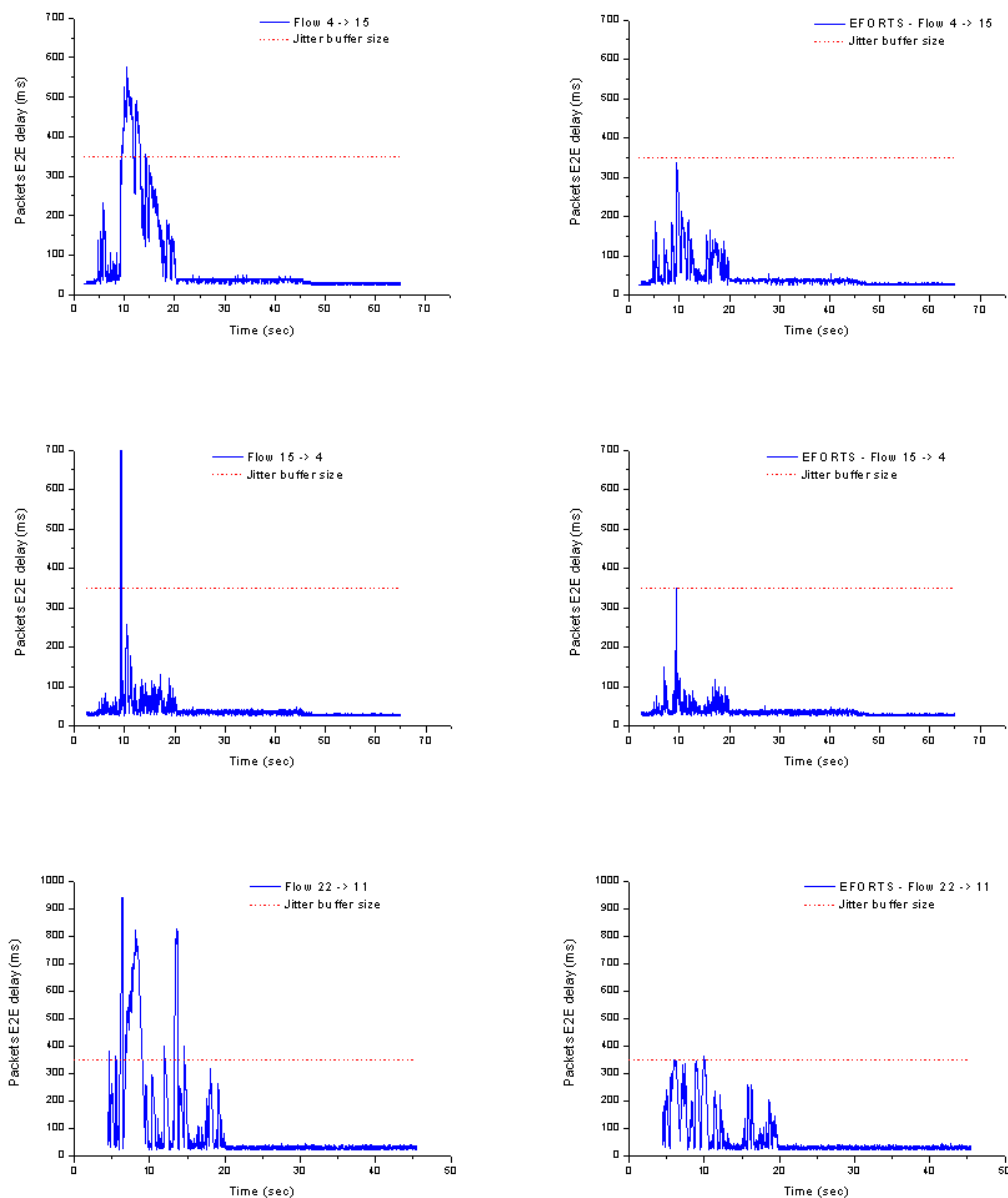 700
600
500
400
300
200
100
0
Packets E2E delay (ms)
Flow 4 -> 15
Jitter buffer size
0 10 20 30 40 50 60 70
Time (sec)
700
600
500
400
300
200
100
0
Packets E2E delay (ms)
EFORTS - Flow 4 -> 15
Jitter buffer size
0 10 20 30 40 50 60 70
Time (sec)
700
600
500
400
300
200
100
0
Packets E2E delay (ms)
Flow 15 -> 4
Jitter buffer size
0 10 20 30 40 50 60 70
Time (sec)
700
600
500
400
300
200
100
0
Packets E2E delay (ms)
EFORTS - Flow 15 -> 4
Jitter buffer size
0 10 20 30 40 50 60 70
Time (sec)
1000
900
800
700
600
500
400
300
200
100
0
Packets E2E delay (ms)
Flow 22 -> 11
Jitter buffer size
0 10 20 30 40 50
Time (sec)
1000
900
800
700
600
500
400
300
200
100
0
Packets E2E delay (ms)
EFORTS - Flow 22 -> 11
Jitter buffer size
0 10 20 30 40 50
Time (sec)